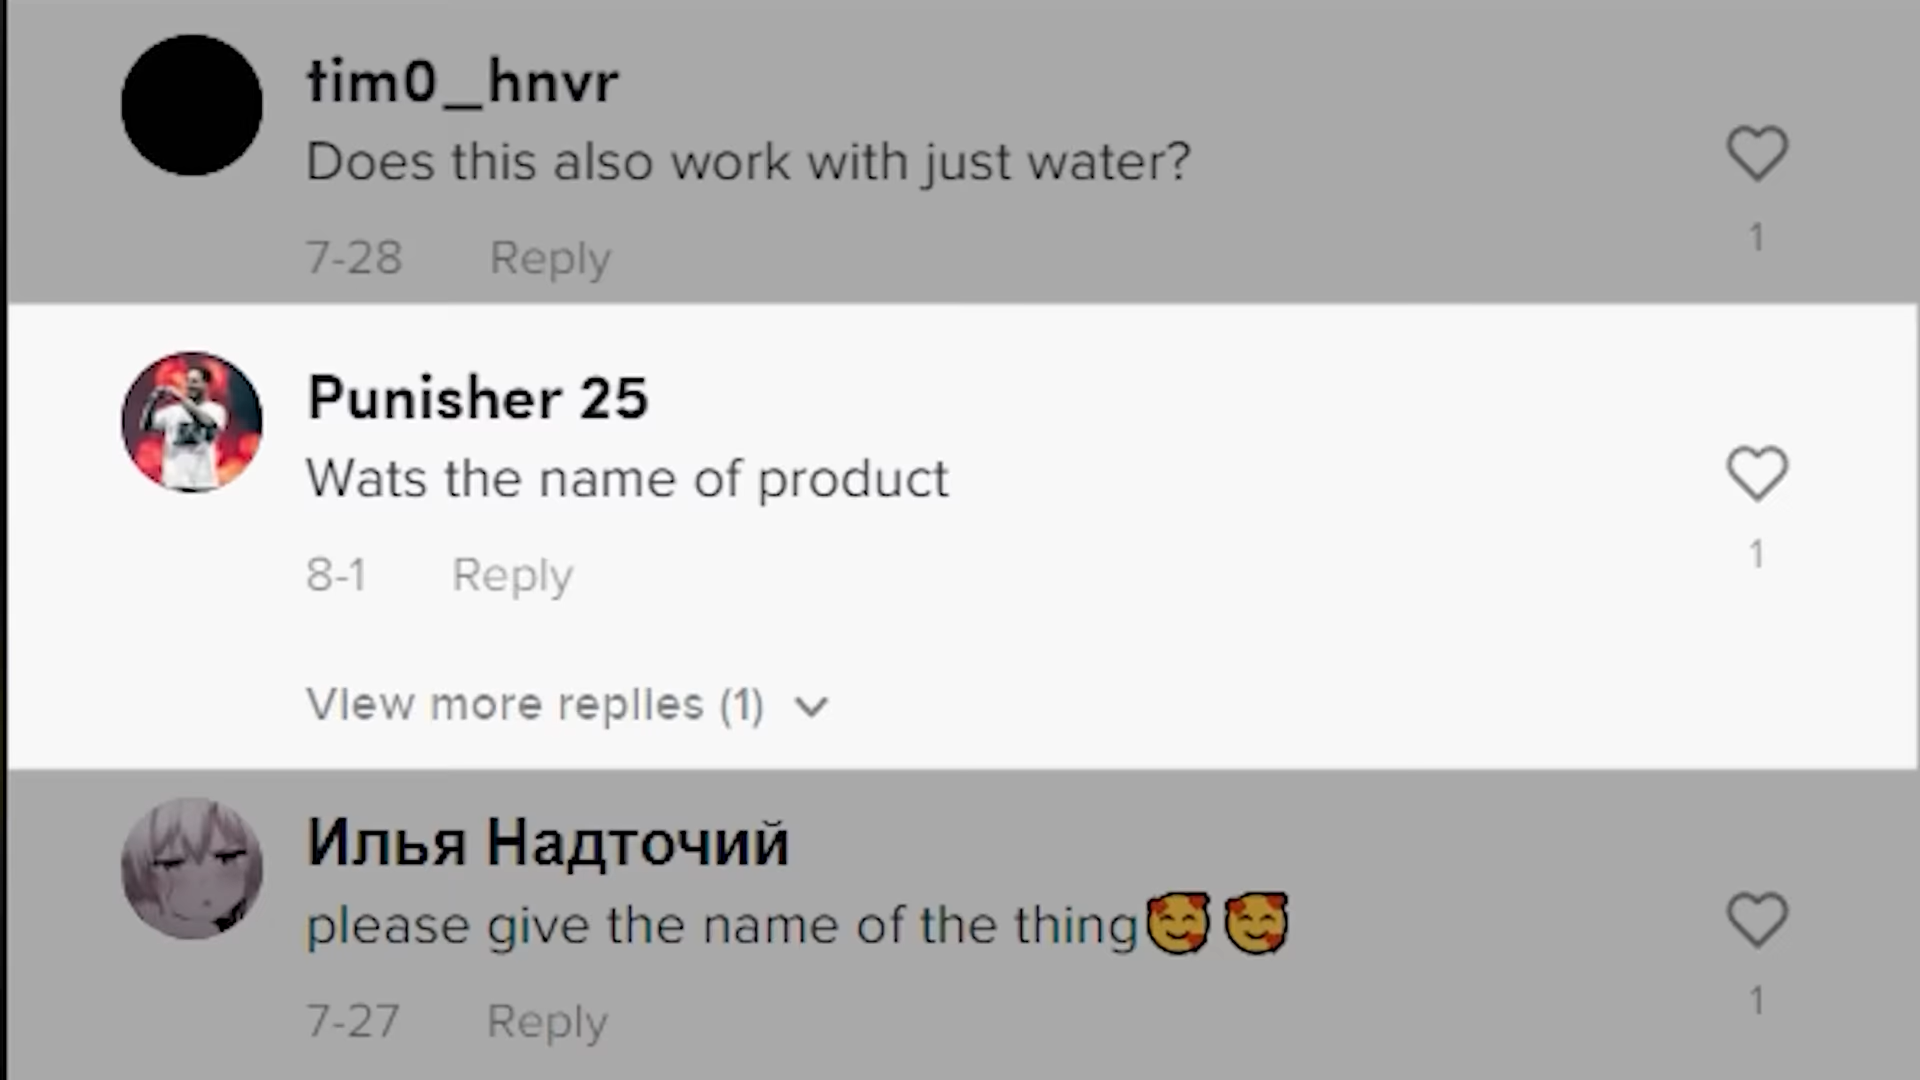 tim0_hnvr
Does this also work with just water?
1
7-28 Reply
Punisher 25
Wats the name of product
1
8-1 Reply
View more replies (1)
Илья Надточий
please give the name of the thing🥰🥰
1
7-27 Reply